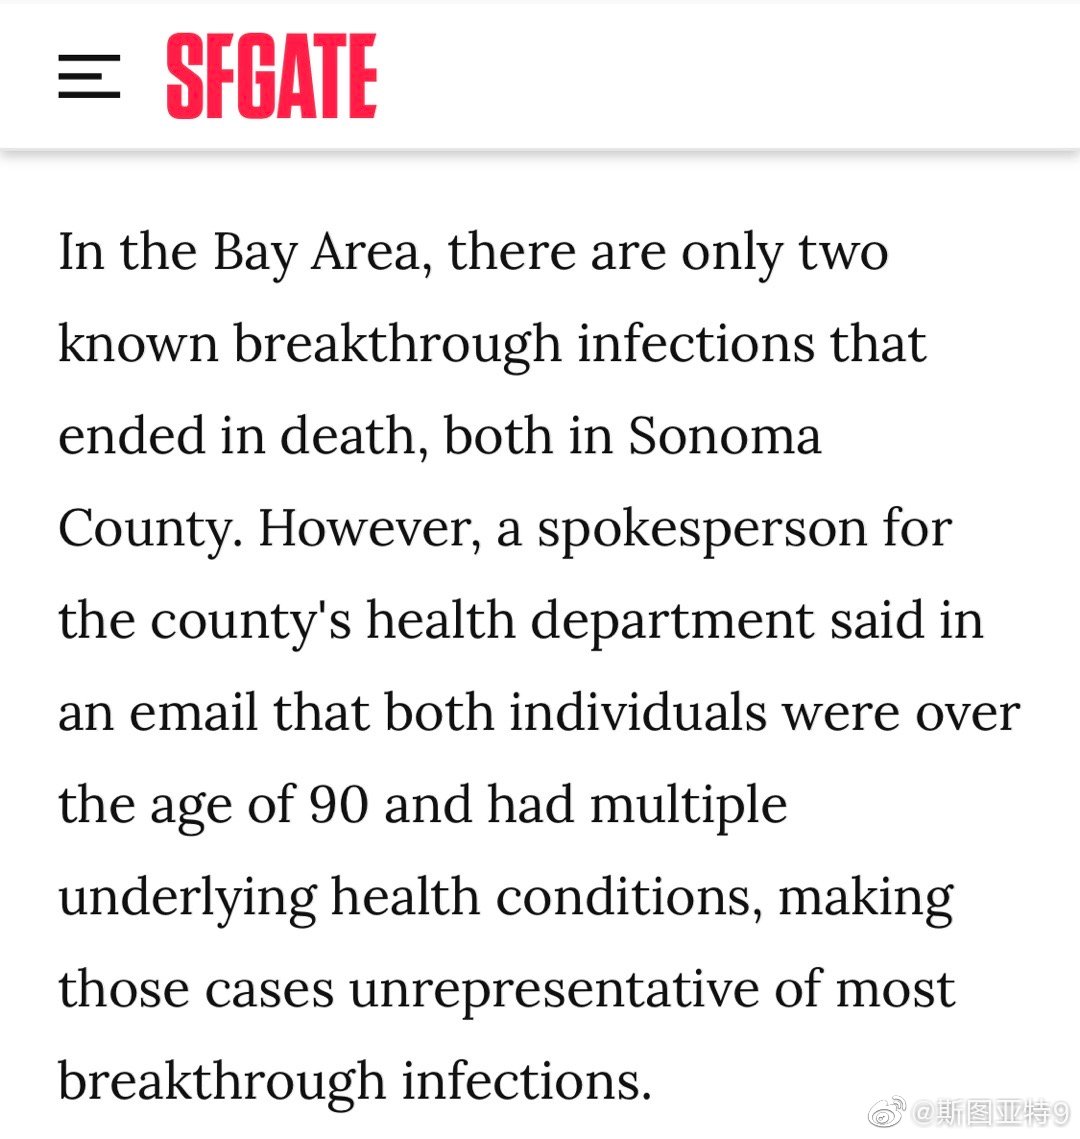 SFGATE
In the Bay Area, there are only two
known breakthrough infections that
ended in death, both in Sonoma
County. However, a spokesperson for
the county's health department said in
an email that both individuals were over
the age of 90 and had multiple
underlying health conditions, making
those cases unrepresentative of most
breakthrough infections.
@斯图亚特9